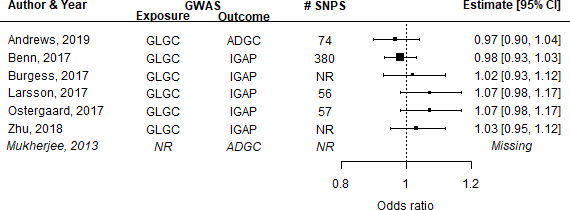 Author & Year GWAS # SNPS Estimate [95% CI]
Exposure Outcome
Andrews, 2019 GLGC ADGC 74 0.97 [0.90, 1.04]
Benn, 2017 GLGC IGAP 380 0.98 [0.93, 1.03]
Burgess, 2017 GLGC IGAP NR 1.02 [0.93, 1.12]
Larsson, 2017 GLGC IGAP 56 1.07 [0.98, 1.17]
Ostergaard, 2017 GLGC IGAP 57 1.07 [0.98, 1.17]
Zhu, 2018 GLGC IGAP NR 1.03 [0.95, 1.12]
Mukherjee, 2013 NR ADGC NR Missing
0.8 1 1.2
Odds ratio